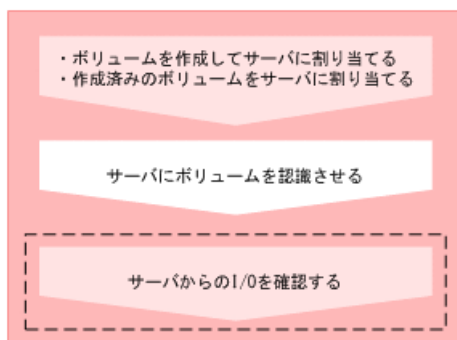 ・ボリュームを作成してサーバに割り当てる
・作成済みのボリュームをサーバに割り当てる
サーバにボリュームを認識させる
サーバからのI/Oを確認する